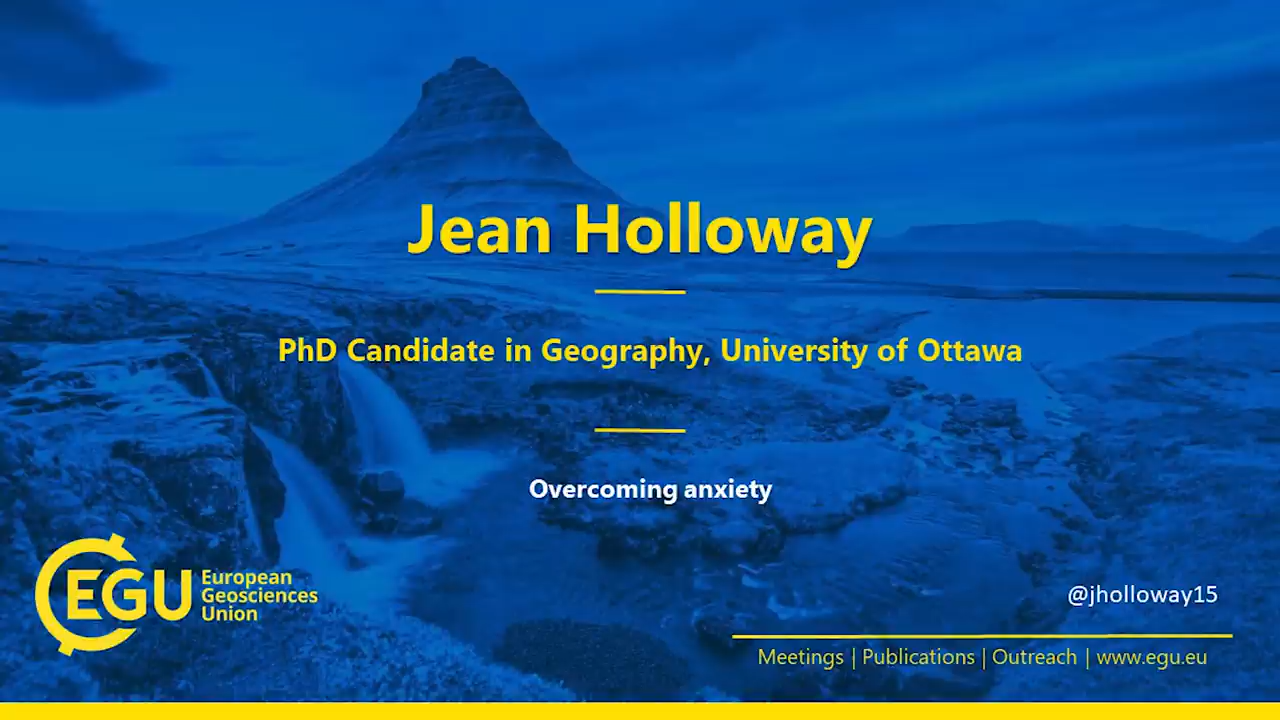 Jean Holloway
PhD Candidate in Geography, University of Ottawa
Overcoming anxiety
EGU
European
Geosciences
Union
@jholloway15
Meetings | Publications | Outreach | www.egu.eu